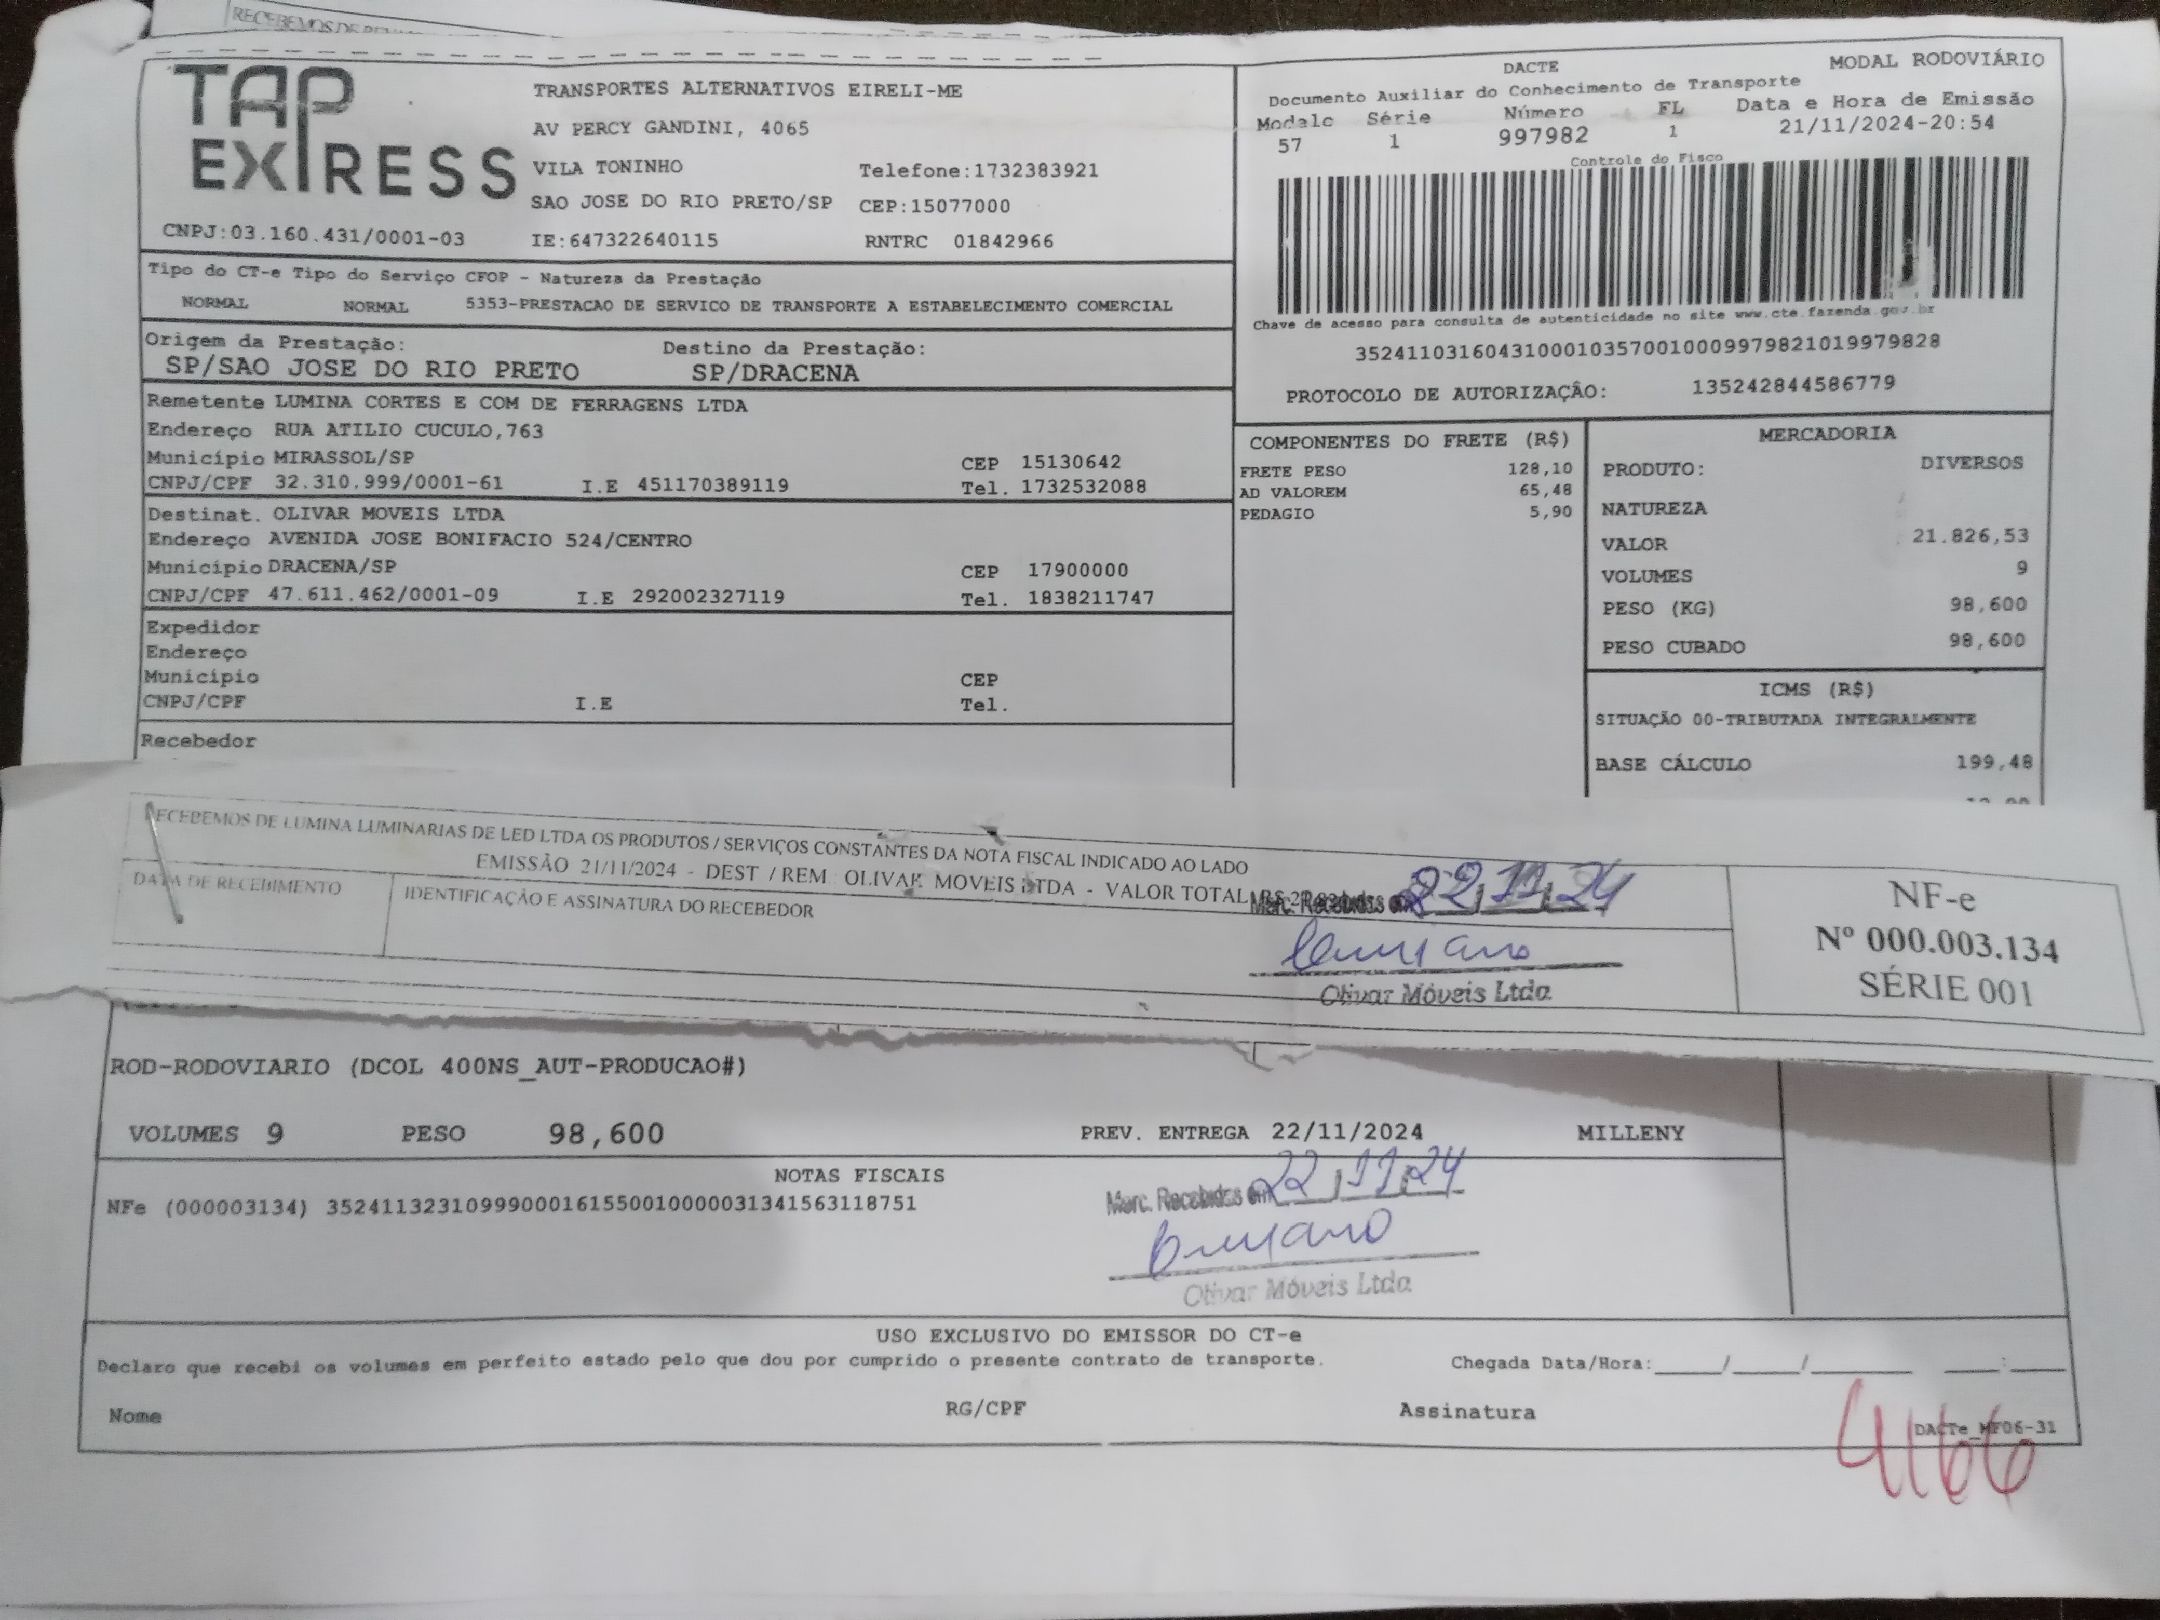 RECEBEMOS DE
TAP
EXPRESS
TRANSPORTES ALTERNATIVOS EIRELI-ME
AV PERCY GANDINI, 4065
VILA TONINHO Telefone:1732383921
SAO JOSE DO RIO PRETO/SP CEP:15077000
CNPJ:03.160.431/0001-03 IE:647322640115 RNTRC 01842966
DACTE MODAL RODOVIÁRIO
Documento Auxiliar do Conhecimento de Transporte
Modalo Série Número FL Data e Hora de Emissão
57 1 997982 1 21/11/2024-20:54
Controle do Fisco
Chave de acesso para consulta de autenticidade no site www.cte.fazenda.gov.br
35241103160431000103570010009979821019979828
PROTOCOLO DE AUTORIZAÇÃO: 135242844586779
Tipo do CT-e Tipo do Serviço CFOP - Natureza da Prestação
NORMAL NORMAL 5353-PRESTACAO DE SERVICO DE TRANSPORTE A ESTABELECIMENTO COMERCIAL
Origem da Prestação: Destino da Prestação:
SP/SAO JOSE DO RIO PRETO SP/DRACENA
Remetente LUMINA CORTES E COM DE FERRAGENS LTDA
Endereço RUA ATILIO CUCULO,763
Município MIRASSOL/SP CEP 15130642
CNPJ/CPF 32.310.999/0001-61 I.E 451170389119 Tel. 1732532088
Destinat. OLIVAR MOVEIS LTDA
Endereço AVENIDA JOSE BONIFACIO 524/CENTRO
Município DRACENA/SP CEP 17900000
CNPJ/CPF 47.611.462/0001-09 I.E 292002327119 Tel. 1838211747
Expedidor
Endereço
Município CEP
CNPJ/CPF I.E Tel.
Recebedor
COMPONENTES DO FRETE (R$)
FRETE PESO 128,10
AD VALOREM 65,48
PEDAGIO 5,90
MERCADORIA
PRODUTO: DIVERSOS
NATUREZA
VALOR 21.826,53
VOLUMES 9
PESO (KG) 98,600
PESO CUBADO 98,600
ICMS (R$)
SITUAÇÃO 00-TRIBUTADA INTEGRALMENTE
BASE CÁLCULO 199,48
RECEBEMOS DE LUMINA LUMINARIAS DE LED LTDA OS PRODUTOS / SERVIÇOS CONSTANTES DA NOTA FISCAL INDICADO AO LADO
EMISSÃO 21/11/2024 - DEST / REM OLIVAR MOVEIS LTDA - VALOR TOTAL R$
DATA DE RECEBIMENTO IDENTIFICAÇÃO E ASSINATURA DO RECEBEDOR
Merc. Recebidas em 22/11/24
Olivar Móveis Ltda
NF-e
Nº 000.003.134
SÉRIE 001
ROD-RODOVIARIO (DCOL 400NS_AUT-PRODUCAO#)
VOLUMES 9 PESO 98,600 PREV. ENTREGA 22/11/2024 MILLENY
NOTAS FISCAIS
NFe (000003134) 35241132310999000161550010000031341563118751
Merc. Recebidas em 22/11/24
Olivar Móveis Ltda
USO EXCLUSIVO DO EMISSOR DO CT-e
Declaro que recebi os volumes em perfeito estado pelo que dou por cumprido o presente contrato de transporte. Chegada Data/Hora:____/____/______ ___:___
Nome RG/CPF Assinatura
DACTe_MF06-31
4166